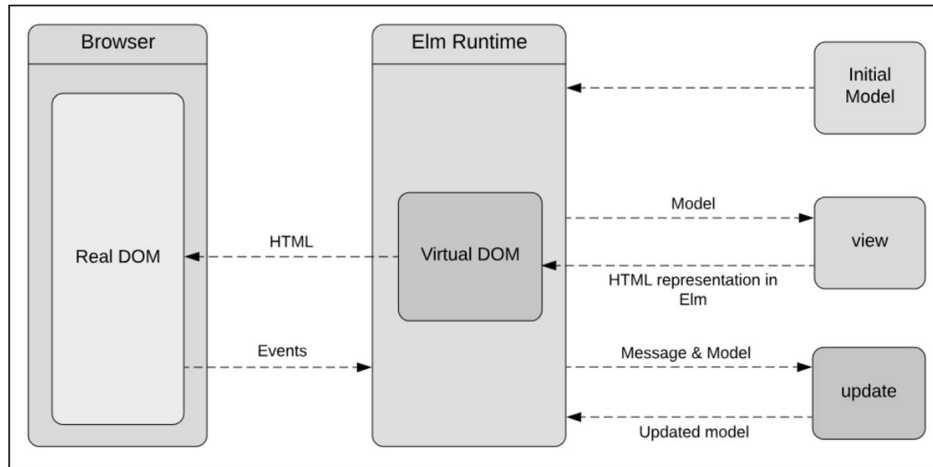 Browser
Elm Runtime
Initial
Model
Model
view
Real DOM
HTML
Virtual DOM
HTML representation in
Elm
Events
Message & Model
update
Updated model